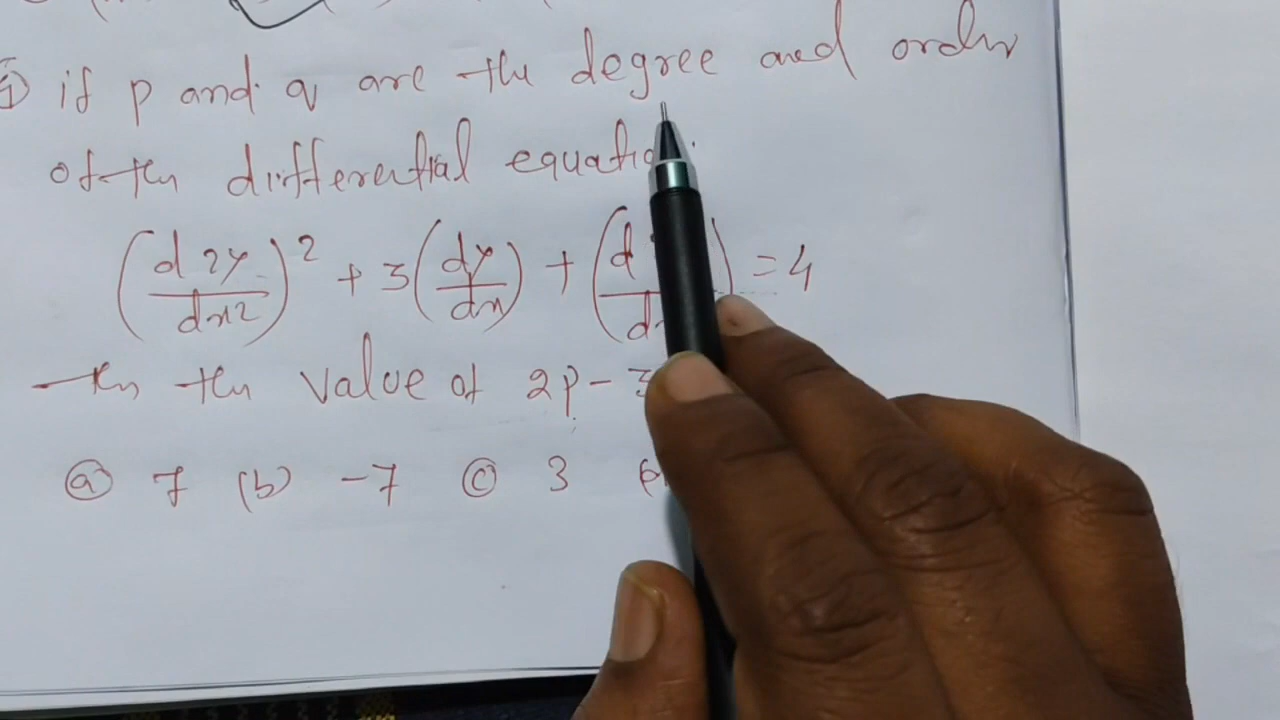 if p and q are the degree and order
of the differential equation
(d2y/dx2)^2 + 3(dy/dx) + (d = 4
then the value of 2p - 3
(a) 7 (b) -7 (c) 3